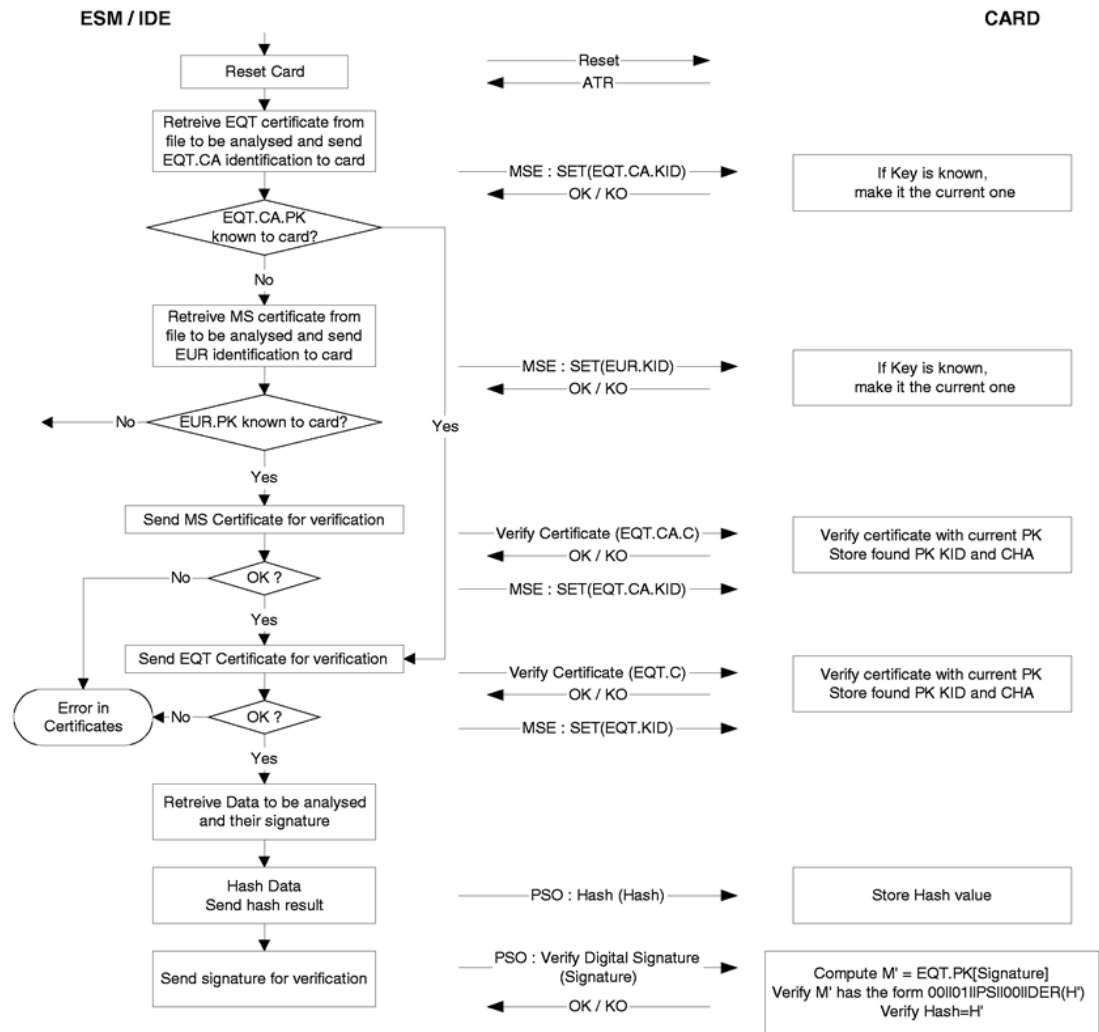 ESM / IDE
CARD
Reset Card
Reset
ATR
Retreive EQT certificate from
file to be analysed and send
EQT.CA identification to card
MSE : SET(EQT.CA.KID)
OK / KO
If Key is known,
make it the current one
EQT.CA.PK
known to card?
No
Yes
Retreive MS certificate from
file to be analysed and send
EUR identification to card
MSE : SET(EUR.KID)
OK / KO
If Key is known,
make it the current one
No
EUR.PK known to card?
Yes
Send MS Certificate for verification
Verify Certificate (EQT.CA.C)
OK / KO
Verify certificate with current PK
Store found PK KID and CHA
No
OK ?
MSE : SET(EQT.CA.KID)
Yes
Send EQT Certificate for verification
Verify Certificate (EQT.C)
OK / KO
Verify certificate with current PK
Store found PK KID and CHA
Error in
Certificates
No
OK ?
MSE : SET(EQT.KID)
Yes
Retreive Data to be analysed
and their signature
Hash Data
Send hash result
PSO : Hash (Hash)
Store Hash value
Send signature for verification
PSO : Verify Digital Signature
(Signature)
OK / KO
Compute M' = EQT.PK[Signature]
Verify M' has the form 00II01IIPSII00IIDER(H')
Verify Hash=H'